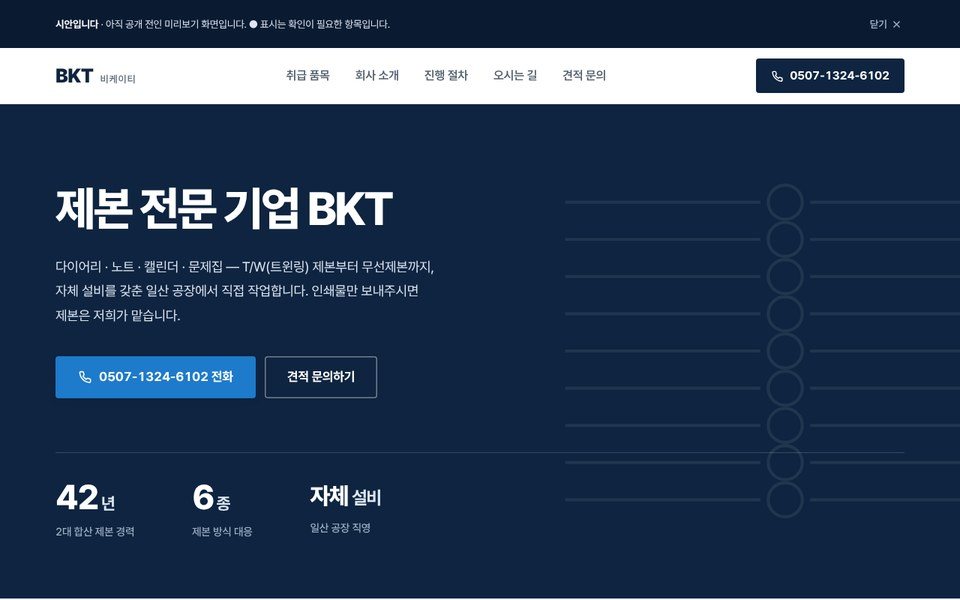 시안입니다 · 아직 공개 전인 미리보기 화면입니다. ● 표시는 확인이 필요한 항목입니다.
닫기 ×
BKT 비케이티
취급 품목
회사 소개
진행 절차
오시는 길
견적 문의
0507-1324-6102
제본 전문 기업 BKT
다이어리 · 노트 · 캘린더 · 문제집 — T/W(트윈링) 제본부터 무선제본까지,
자체 설비를 갖춘 일산 공장에서 직접 작업합니다. 인쇄물만 보내주시면
제본은 저희가 맡습니다.
0507-1324-6102 전화
견적 문의하기
42년
2대 합산 제본 경력
6종
제본 방식 대응
자체 설비
일산 공장 직영